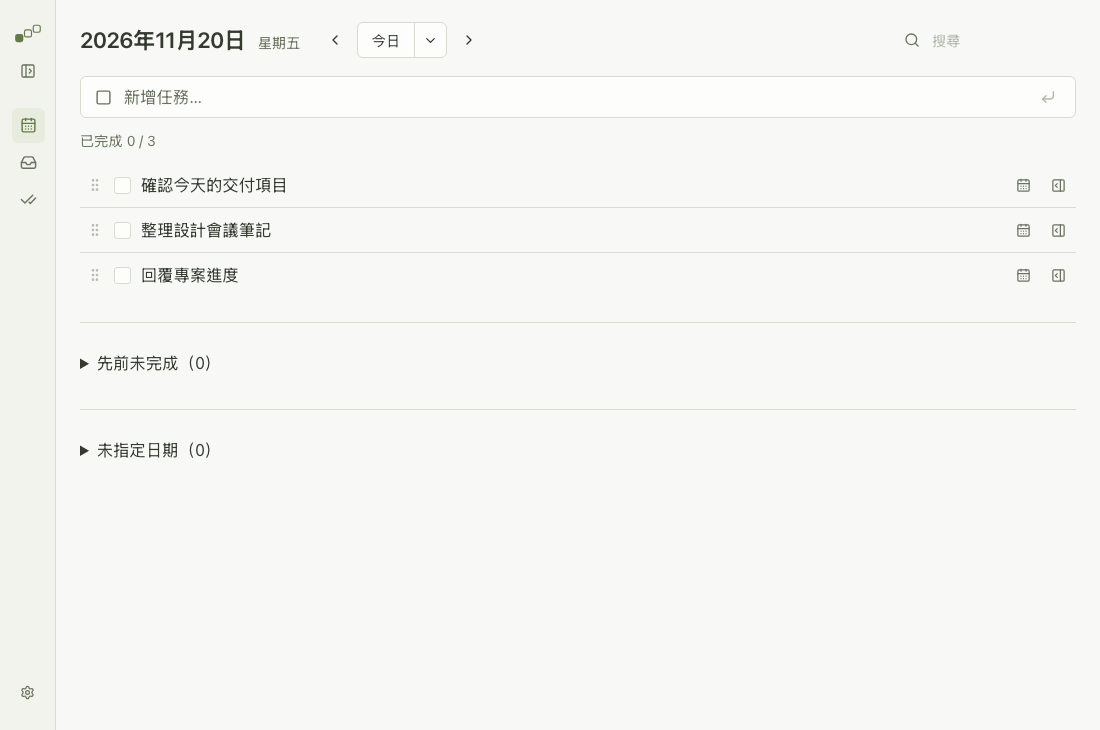 2026年11月20日 星期五 今日 搜尋
新增任務...
已完成 0 / 3
確認今天的交付項目
整理設計會議筆記
回覆專案進度
先前未完成（0）
未指定日期（0）